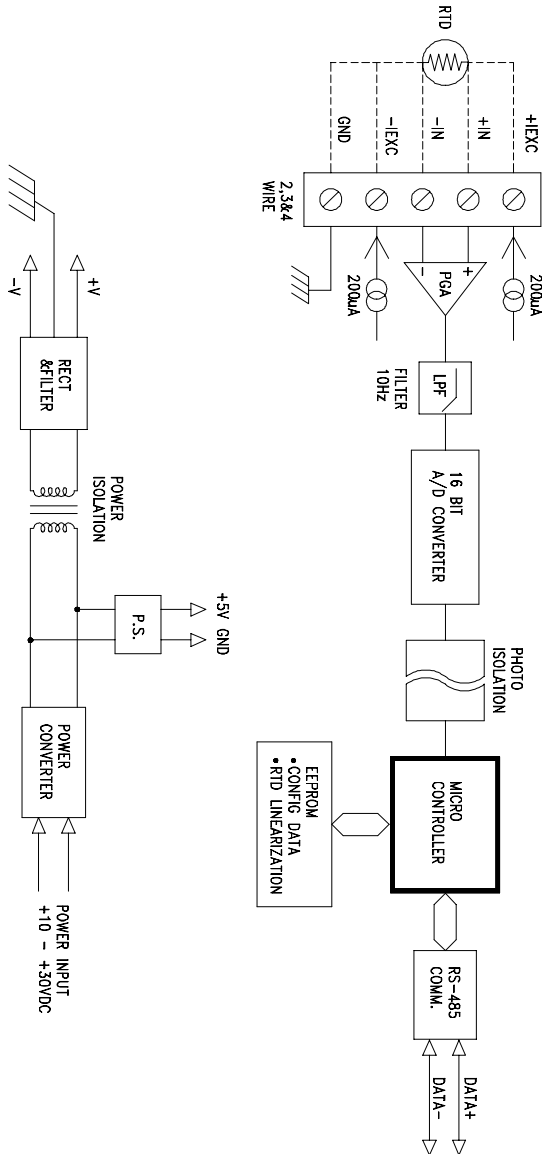 RTD
+IEXC
+IN
-IN
-IEXC
GND
2,3&4
WIRE
200uA
200uA
+
PGA
-
LPF
FILTER
10Hz
16 BIT
A/D CONVERTER
PHOTO
ISOLATION
MICRO
CONTROLLER
EEPROM
• CONFIG DATA
• RTD LINEARIZATION
RS-485
COMM.
DATA+
DATA-
+V
-V
RECT
&FILTER
POWER
ISOLATION
+5V GND
P.S.
POWER
CONVERTER
POWER INPUT
+10 - +30VDC